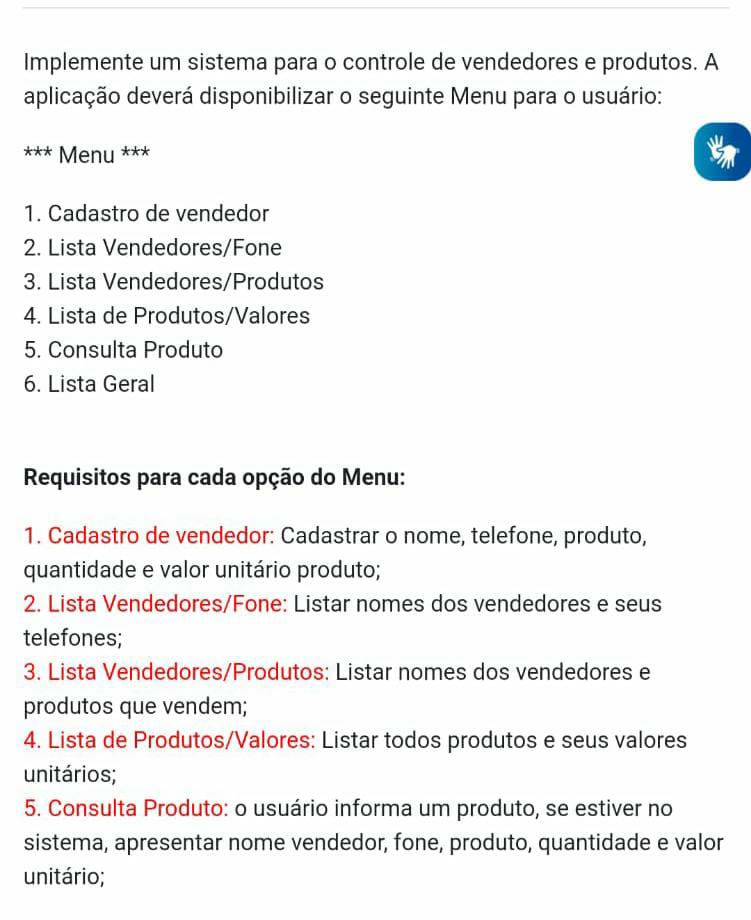 Implemente um sistema para o controle de vendedores e produtos. A
aplicação deverá disponibilizar o seguinte Menu para o usuário:
*** Menu ***
1. Cadastro de vendedor
2. Lista Vendedores/Fone
3. Lista Vendedores/Produtos
4. Lista de Produtos/Valores
5. Consulta Produto
6. Lista Geral
Requisitos para cada opção do Menu:
1. Cadastro de vendedor: Cadastrar o nome, telefone, produto,
quantidade e valor unitário produto;
2. Lista Vendedores/Fone: Listar nomes dos vendedores e seus
telefones;
3. Lista Vendedores/Produtos: Listar nomes dos vendedores e
produtos que vendem;
4. Lista de Produtos/Valores: Listar todos produtos e seus valores
unitários;
5. Consulta Produto: o usuário informa um produto, se estiver no
sistema, apresentar nome vendedor, fone, produto, quantidade e valor
unitário;